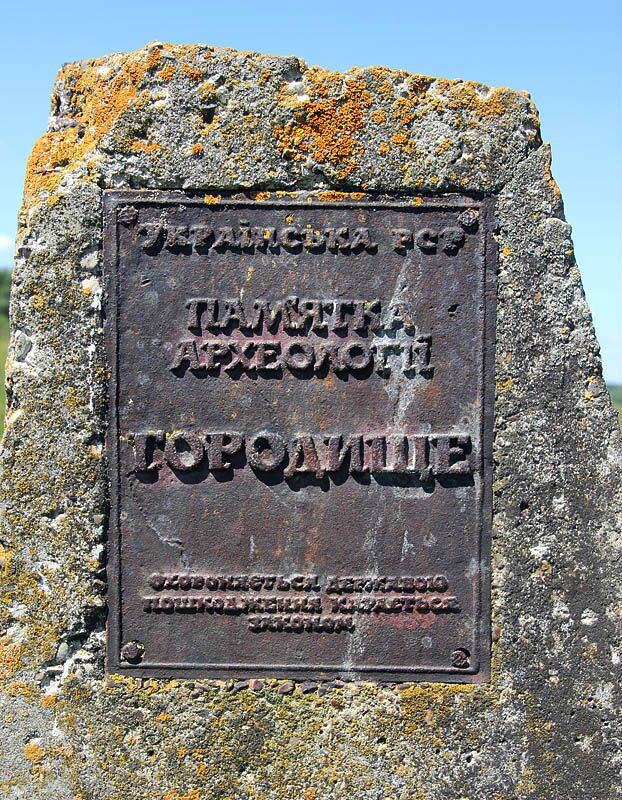 УКРАЇНСЬКА РСР
ПАМ'ЯТКА
АРХЕОЛОГІЇ
ГОРОДИЩЕ
ОХОРОНЯЄТЬСЯ ДЕРЖАВОЮ
ПОШКОДЖЕННЯ КАРАЄТЬСЯ
ЗАКОНОМ